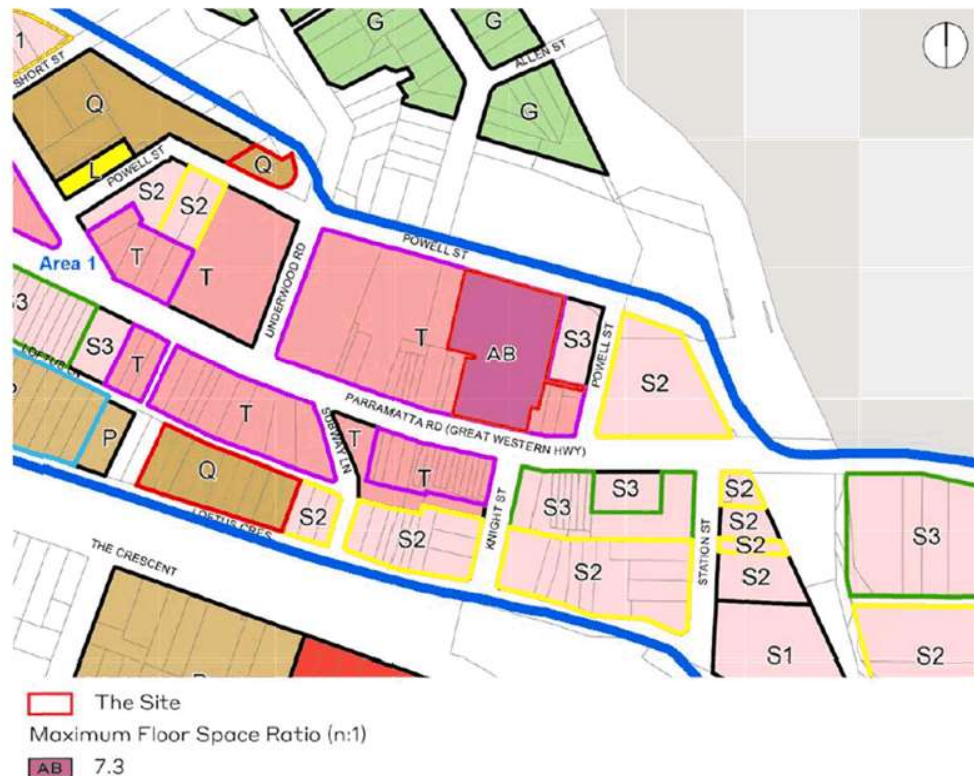 G
G
ALLEN ST
1
SHORT ST
Q
G
Q
L
POWELL ST
S2
S2
POWELL ST
T
T
Area 1
UNDERWOOD RD
S3
S3
T
T
AB
S3
POWELL ST
S2
LOFTUS LN
T
PARRAMATTA RD (GREAT WESTERN HWY)
SUBWAY LN
T
P
P
T
Q
S3
S3
S2
S3
S2
LOFTUS CRES
S2
KNIGHT ST
S2
S2
S2
STATION ST
S2
THE CRESCENT
S1
S2
The Site
Maximum Floor Space Ratio (n:1)
AB 7.3